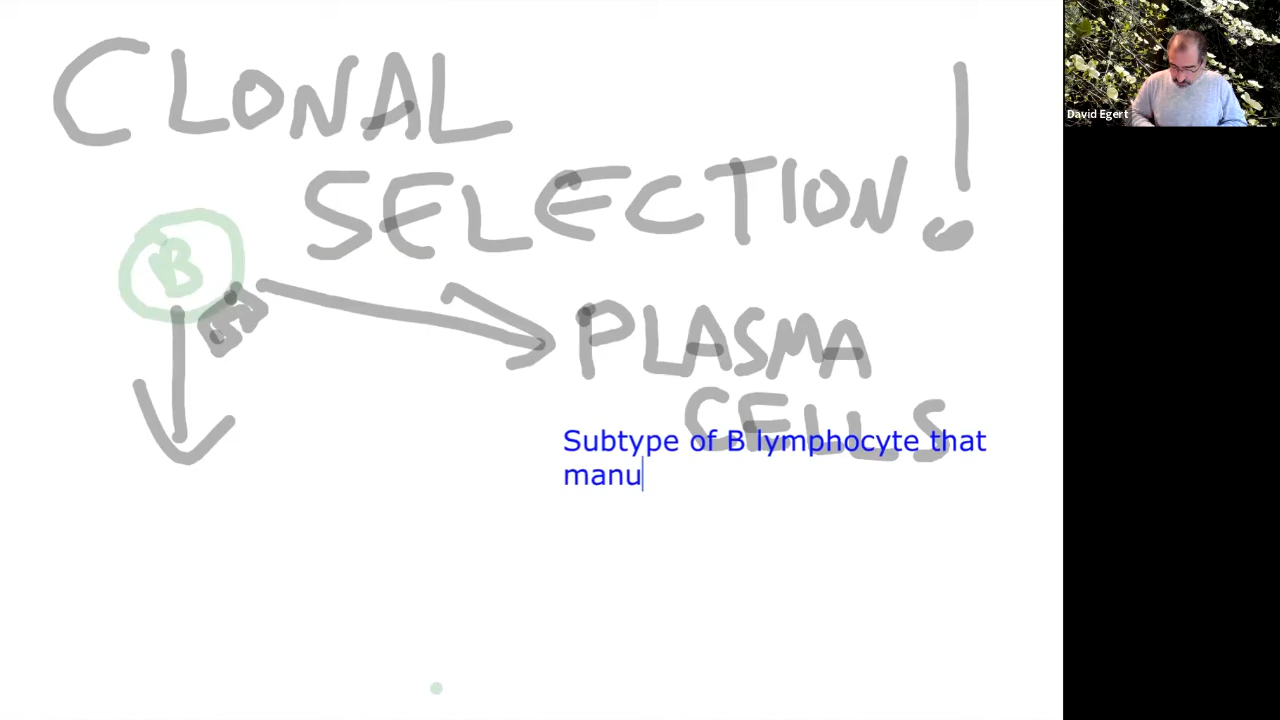 CLONAL
SELECTION!
B
PLASMA
CELLS
Subtype of B lymphocyte that
manu
David Egert